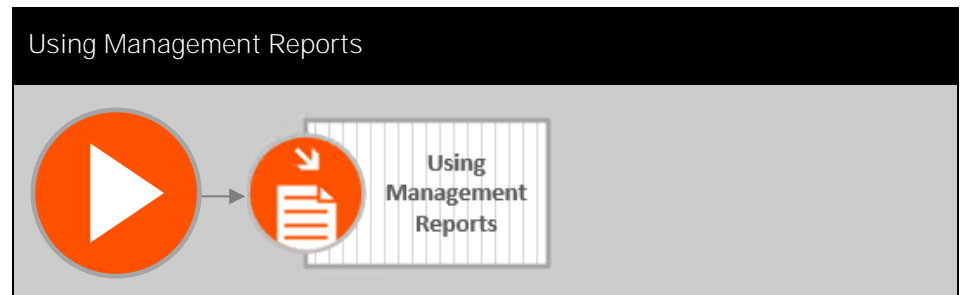 Using Management Reports
Using
Management
Reports